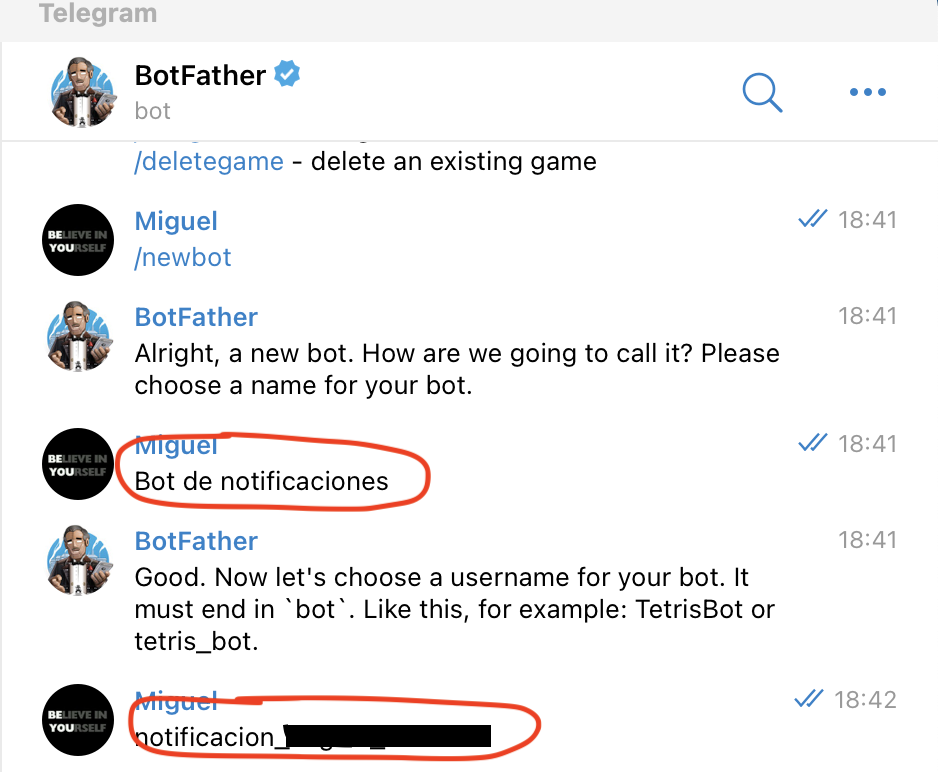 Telegram
BotFather
bot
/deletegame - delete an existing game
Miguel
18:41
/newbot
BotFather
18:41
Alright, a new bot. How are we going to call it? Please
choose a name for your bot.
Miguel
18:41
Bot de notificaciones
BotFather
18:41
Good. Now let's choose a username for your bot. It
must end in `bot`. Like this, for example: TetrisBot or
tetris_bot.
Miguel
18:42
notificacion_
BELIEVE IN
YOURSELF
BELIEVE IN
YOURSELF
BELIEVE IN
YOURSELF